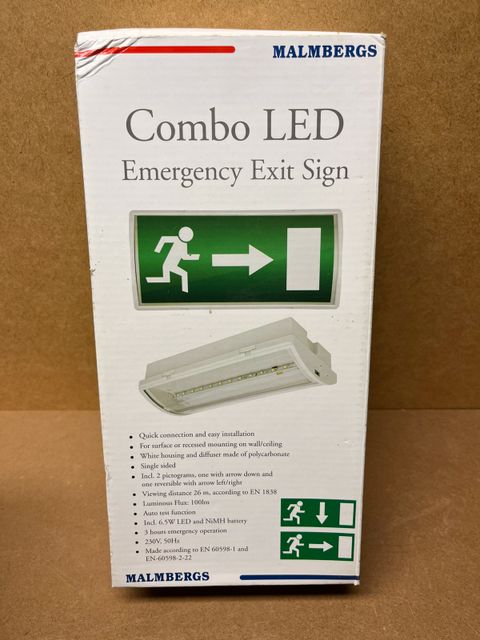 MALMBERGS
Combo LED
Emergency Exit Sign
• Quick connection and easy installation
• For surface or recessed mounting on wall/ceiling
• White housing and diffuser made of polycarbonate
• Single sided
• Incl. 2 pictograms, one with arrow down and
one reversible with arrow left/right
• Viewing distance 26 m, according to EN 1838
• Luminous Flux: 100lm
• Auto test function
• Incl. 6.5W LED and NiMH battery
• 3 hours emergency operation
• 230V, 50Hz
• Made according to EN 60598-1 and
EN-60598-2-22
MALMBERGS